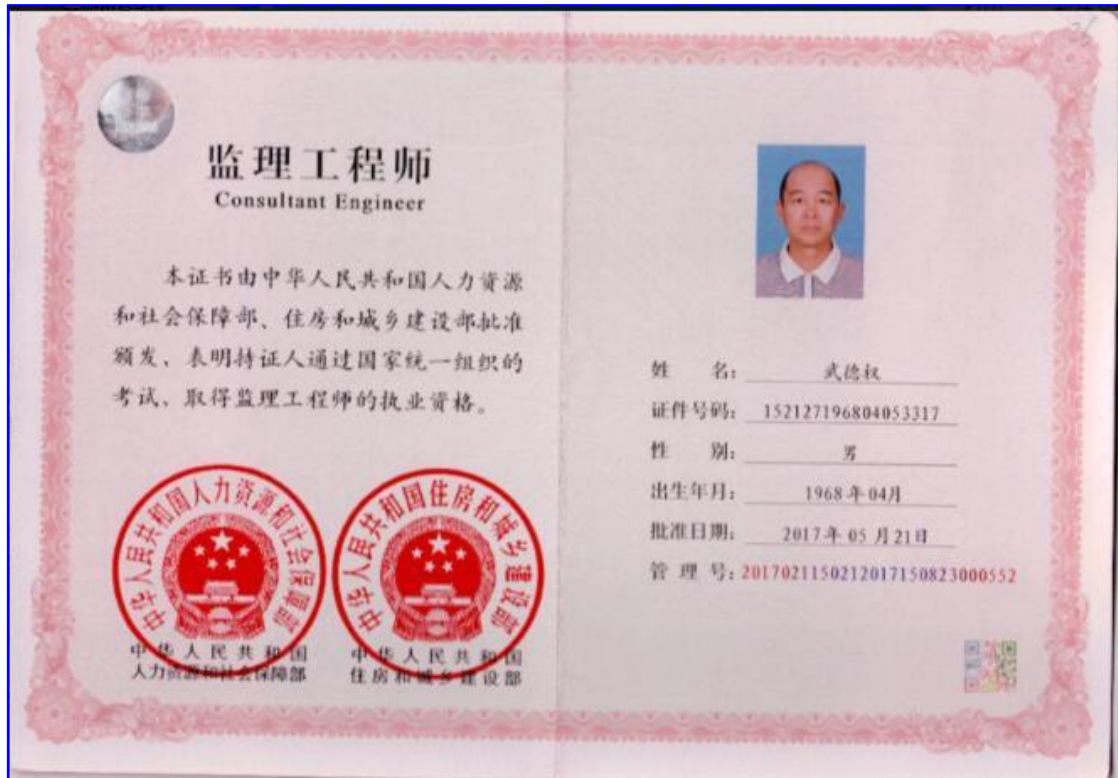 监理工程师
Consultant Engineer
本证书由中华人民共和国人力资源
和社会保障部、住房和城乡建设部批准
颁发、表明持证人通过国家统一组织的
考试、取得监理工程师的执业资格。
中华人民共和国人力资源和社会保障部
中华人民共和国
人力资源和社会保障部
中华人民共和国住房和城乡建设部
中华人民共和国
住房和城乡建设部
姓 名: 武德权
证件号码: 152127196804053317
性 别: 男
出生年月: 1968年04月
批准日期: 2017年05月21日
管 理 号: 2017021150212017150823000552